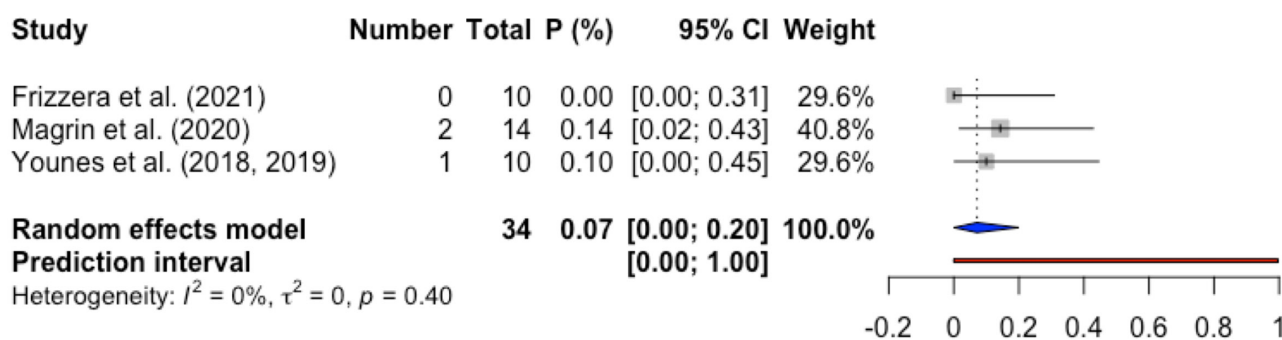 Study Number Total P (%) 95% CI Weight
Frizzera et al. (2021) 0 10 0.00 [0.00; 0.31] 29.6%
Magrin et al. (2020) 2 14 0.14 [0.02; 0.43] 40.8%
Younes et al. (2018, 2019) 1 10 0.10 [0.00; 0.45] 29.6%
Random effects model 34 0.07 [0.00; 0.20] 100.0%
Prediction interval [0.00; 1.00]
Heterogeneity: I² = 0%, τ² = 0, p = 0.40
-0.2 0 0.2 0.4 0.6 0.8 1